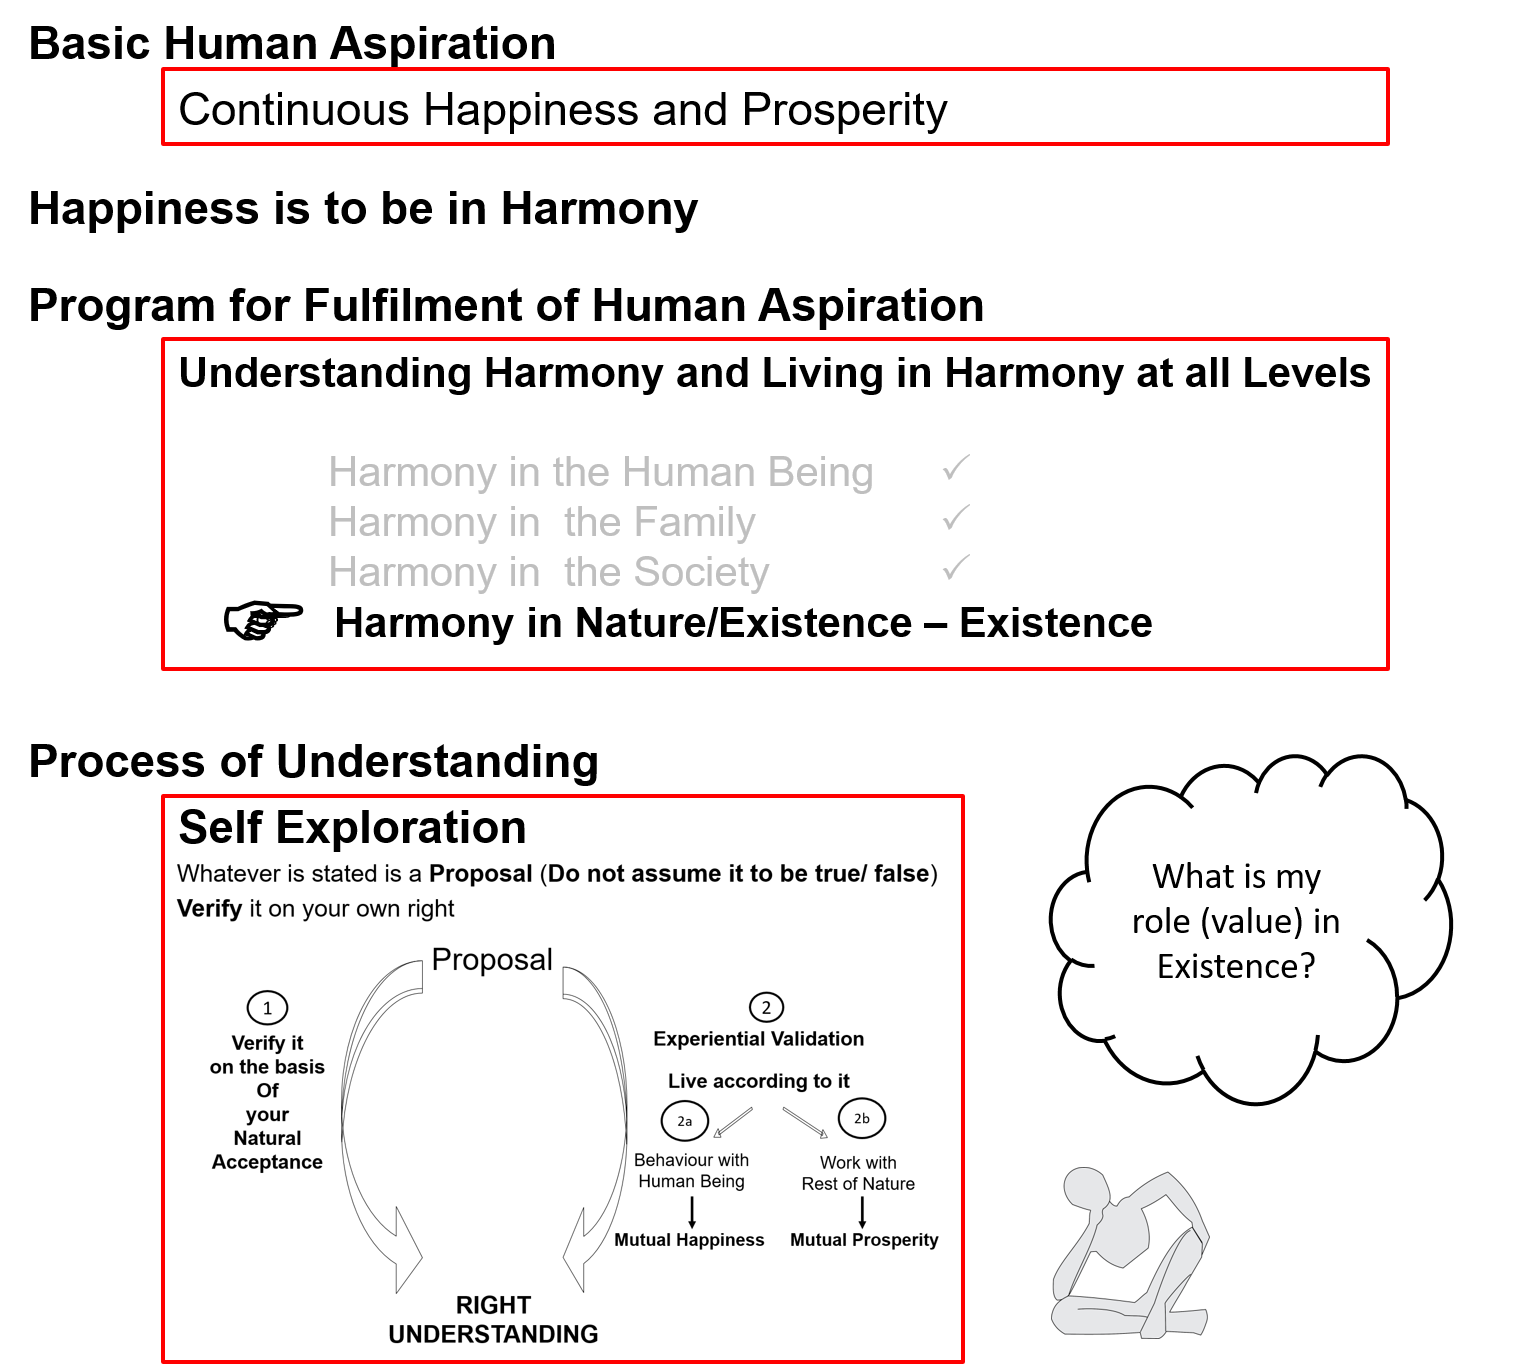 Basic Human Aspiration
Continuous Happiness and Prosperity
Happiness is to be in Harmony
Program for Fulfilment of Human Aspiration
Understanding Harmony and Living in Harmony at all Levels
Harmony in the Human Being ✓
Harmony in  the Family ✓
Harmony in  the Society ✓
Harmony in Nature/Existence – Existence
Process of Understanding
Self Exploration
Whatever is stated is a Proposal (Do not assume it to be true/ false)
Verify it on your own right
Proposal
1
Verify it
on the basis
Of
your
Natural
Acceptance
2
Experiential Validation
Live according to it
2a
Behaviour with
Human Being
Mutual Happiness
2b
Work with
Rest of Nature
Mutual Prosperity
RIGHT
UNDERSTANDING
What is my
role (value) in
Existence?